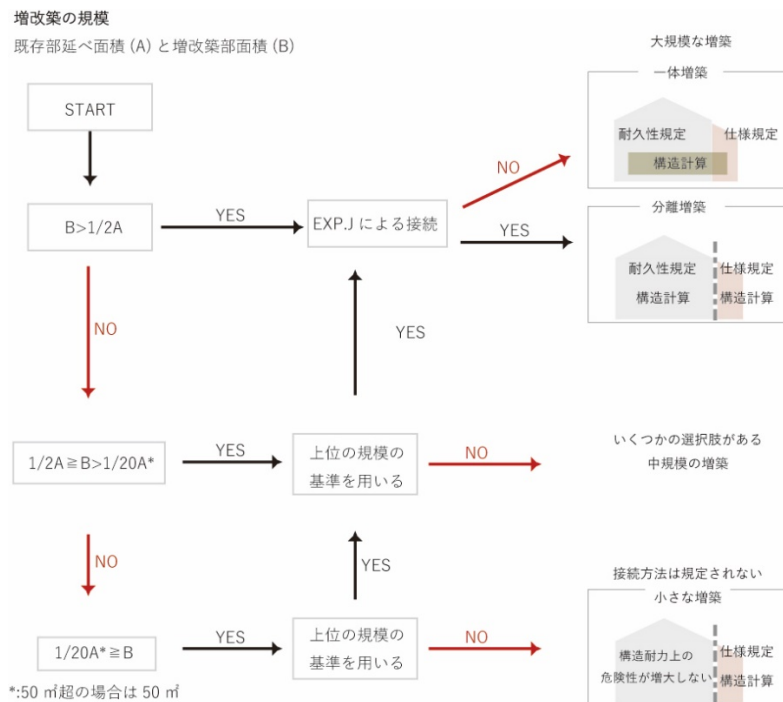 増改築の規模
既存部延べ面積 (A) と増改築部面積 (B)
大規模な増築
一体増築
START
耐久性規定
仕様規定
構造計算
NO
B>1/2A
YES
EXP.J による接続
YES
分離増築
耐久性規定
仕様規定
構造計算
構造計算
NO
YES
1/2A≧B>1/20A*
YES
上位の規模の
基準を用いる
NO
いくつかの選択肢がある
中規模の増築
NO
YES
接続方法は規定されない
小さな増築
1/20A*≧B
YES
上位の規模の
基準を用いる
NO
構造耐力上の
危険性が増大しない
仕様規定
構造計算
*:50 ㎡超の場合は 50 ㎡